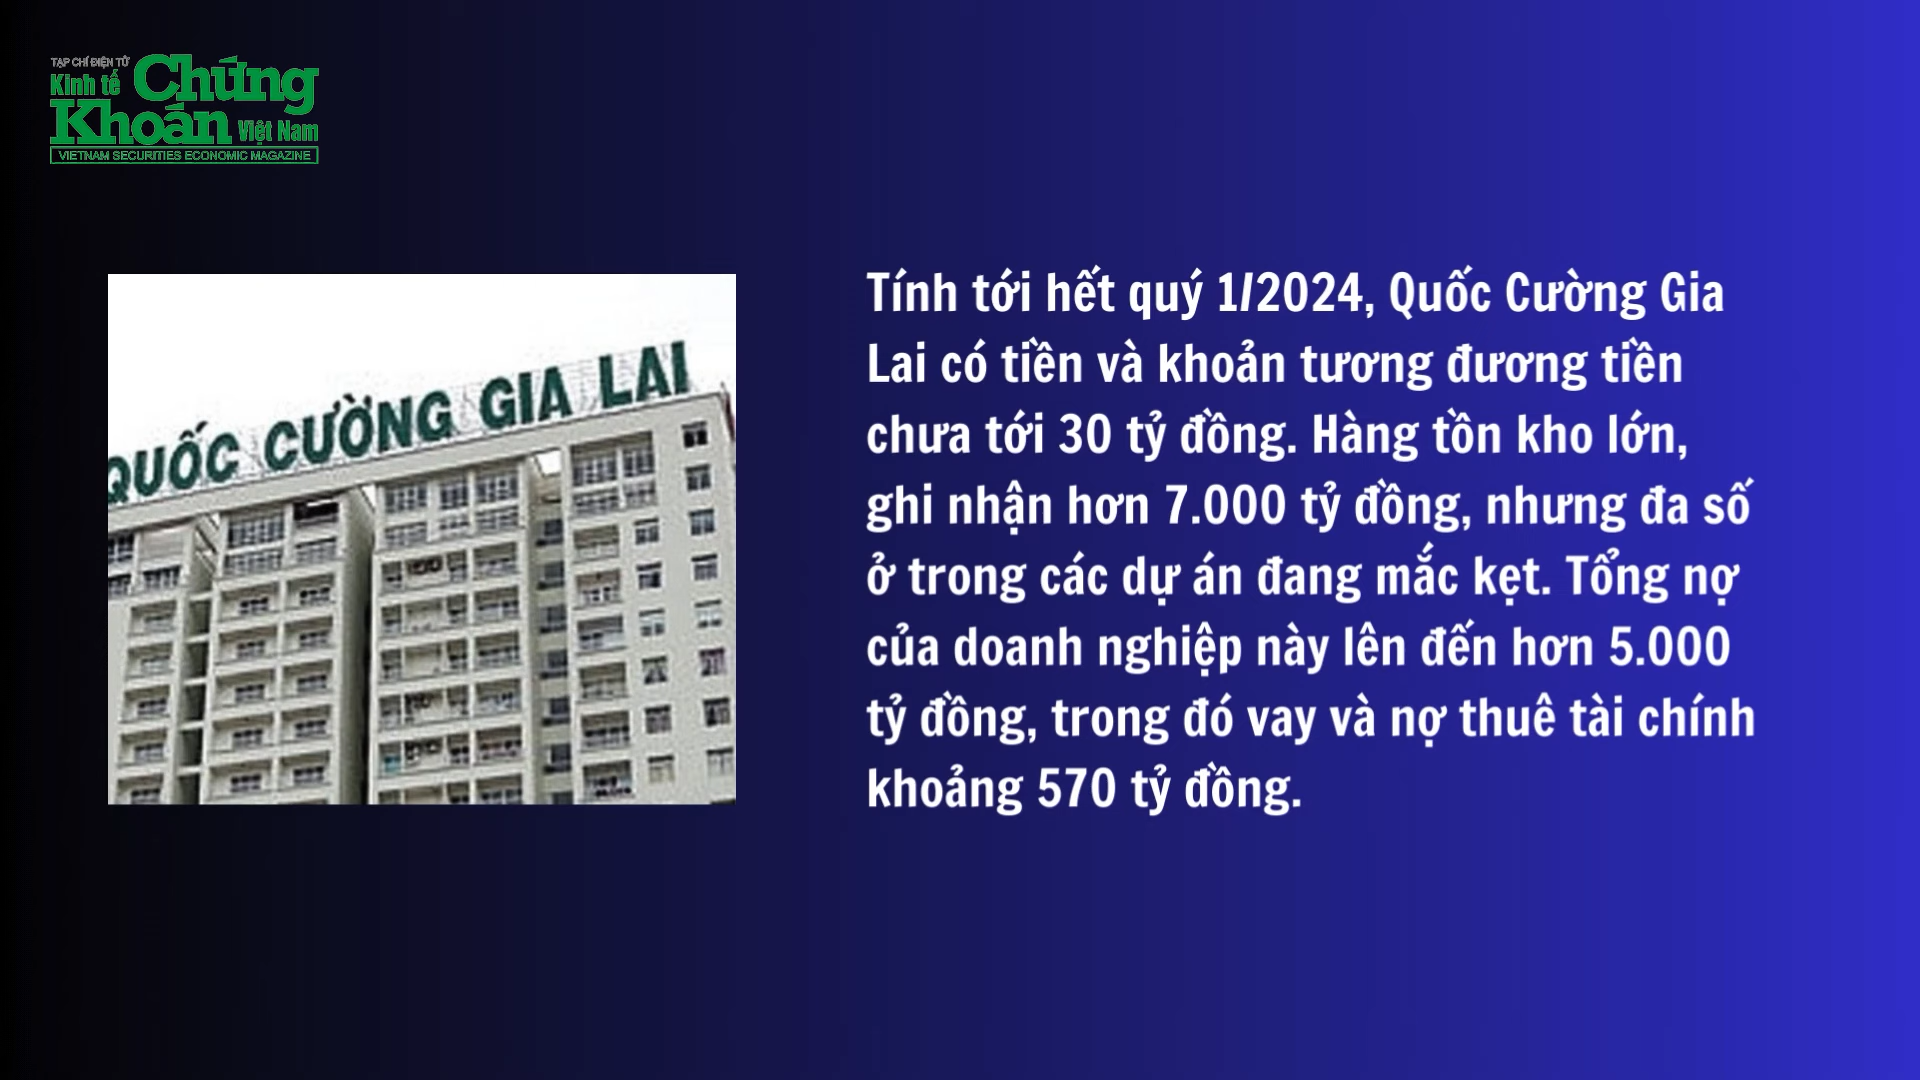 TẠP CHÍ ĐIỆN TỬ
Kinh tế Chứng
Khoán Việt Nam
VIETNAM SECURITIES ECONOMIC MAGAZINE
QUỐC CƯỜNG GIA LAI
Tính tới hết quý 1/2024, Quốc Cường Gia
Lai có tiền và khoản tương đương tiền
chưa tới 30 tỷ đồng. Hàng tồn kho lớn,
ghi nhận hơn 7.000 tỷ đồng, nhưng đa số
ở trong các dự án đang mắc kẹt. Tổng nợ
của doanh nghiệp này lên đến hơn 5.000
tỷ đồng, trong đó vay và nợ thuê tài chính
khoảng 570 tỷ đồng.